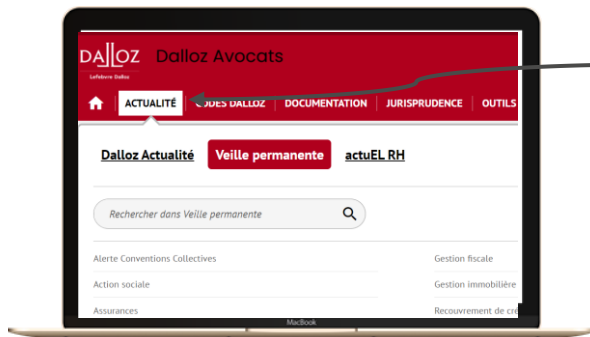 DALLOZ Dalloz Avocats
Lefebvre Dalloz
ACTUALITÉ CODES DALLOZ DOCUMENTATION JURISPRUDENCE OUTILS
Dalloz Actualité Veille permanente actuEL RH
Rechercher dans Veille permanente
Alerte Conventions Collectives Gestion fiscale
Action sociale Gestion immobilière
Assurances Recouvrement de cré
MacBook